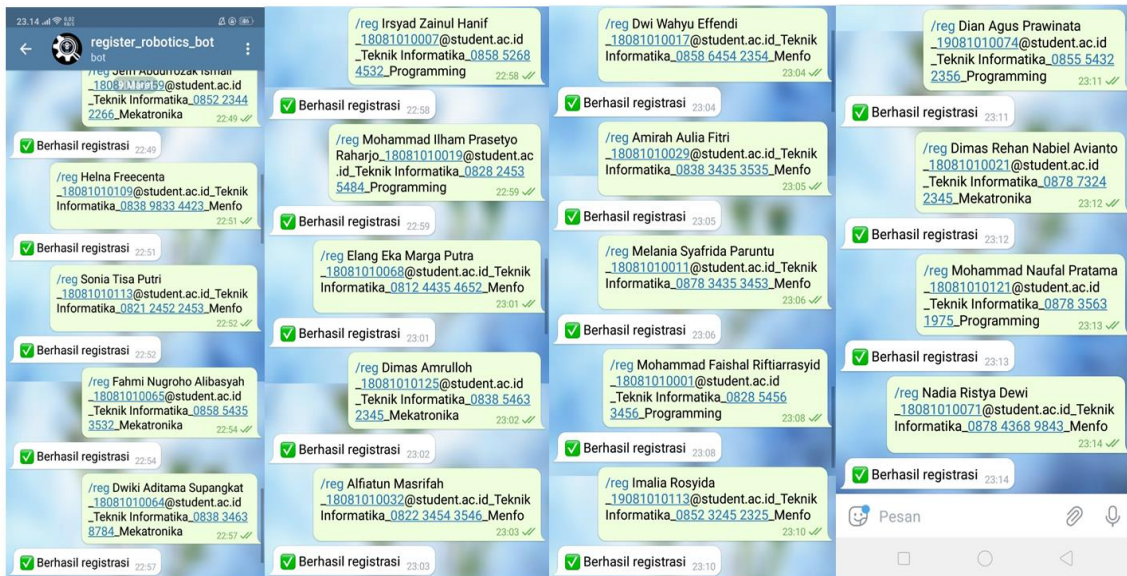 23.14
register_robotics_bot
bot
/reg Jefri Abdurrozak Ismail
@student.ac.id
_Teknik Informatika_0852 2344
2266_Mekatronika
22:49
Berhasil registrasi 22:49
/reg Helna Freecenta
_18081010109@student.ac.id_Teknik
Informatika_0838 9833 4423_Menfo
22:51
Berhasil registrasi 22:51
/reg Sonia Tisa Putri
_18081010113@student.ac.id_Teknik
Informatika_0821 2452 2453_Menfo
22:52
Berhasil registrasi 22:52
/reg Fahmi Nugroho Alibasyah
_18081010065@student.ac.id
_Teknik Informatika_0858 5435
3532_Mekatronika 22:54
Berhasil registrasi 22:54
/reg Dwiki Aditama Supangkat
_18081010064@student.ac.id
_Teknik Informatika_0838 3463
8784_Mekatronika 22:57
Berhasil registrasi 22:57
/reg Irsyad Zainul Hanif
_18081010007@student.ac.id
_Teknik Informatika_0858 5268
4532_Programming 22:58
Berhasil registrasi 22:58
/reg Mohammad Ilham Prasetyo
Raharjo_18081010019@student.ac
.id_Teknik Informatika_0828 2453
5484_Programming 22:59
Berhasil registrasi 22:59
/reg Elang Eka Marga Putra
_18081010068@student.ac.id_Teknik
Informatika_0812 4435 4652_Menfo
23:01
Berhasil registrasi 23:01
/reg Dimas Amrulloh
_18081010125@student.ac.id
_Teknik Informatika_0838 5463
2345_Mekatronika 23:02
Berhasil registrasi 23:02
/reg Alfiatun Masrifah
_18081010032@student.ac.id_Teknik
Informatika_0822 3454 3546_Menfo
23:03
Berhasil registrasi 23:03
/reg Dwi Wahyu Effendi
_18081010017@student.ac.id_Teknik
Informatika_0858 6454 2354_Menfo
23:04
Berhasil registrasi 23:04
/reg Amirah Aulia Fitri
_18081010029@student.ac.id_Teknik
Informatika_0838 3435 3535_Menfo
23:05
Berhasil registrasi 23:05
/reg Melania Syafrida Paruntu
_18081010011@student.ac.id_Teknik
Informatika_0878 3435 3453_Menfo
23:06
Berhasil registrasi 23:06
/reg Mohammad Faishal Riftiarrasyid
_18081010001@student.ac.id
_Teknik Informatika_0828 5456
3456_Programming 23:08
Berhasil registrasi 23:08
/reg Imalia Rosyida
_19081010113@student.ac.id_Teknik
Informatika_0852 3245 2325_Menfo
23:10
Berhasil registrasi 23:10
/reg Dian Agus Prawinata
_19081010074@student.ac.id
_Teknik Informatika_0855 5432
2356_Programming 23:11
Berhasil registrasi 23:11
/reg Dimas Rehan Nabiel Avianto
_18081010021@student.ac.id
_Teknik Informatika_0878 7324
2345_Mekatronika 23:12
Berhasil registrasi 23:12
/reg Mohammad Naufal Pratama
_18081010121@student.ac.id
_Teknik Informatika_0878 3563
1975_Programming 23:13
Berhasil registrasi 23:13
/reg Nadia Ristya Dewi
_18081010071@student.ac.id_Teknik
Informatika_0878 4368 9843_Menfo
23:14
Berhasil registrasi 23:14
Pesan